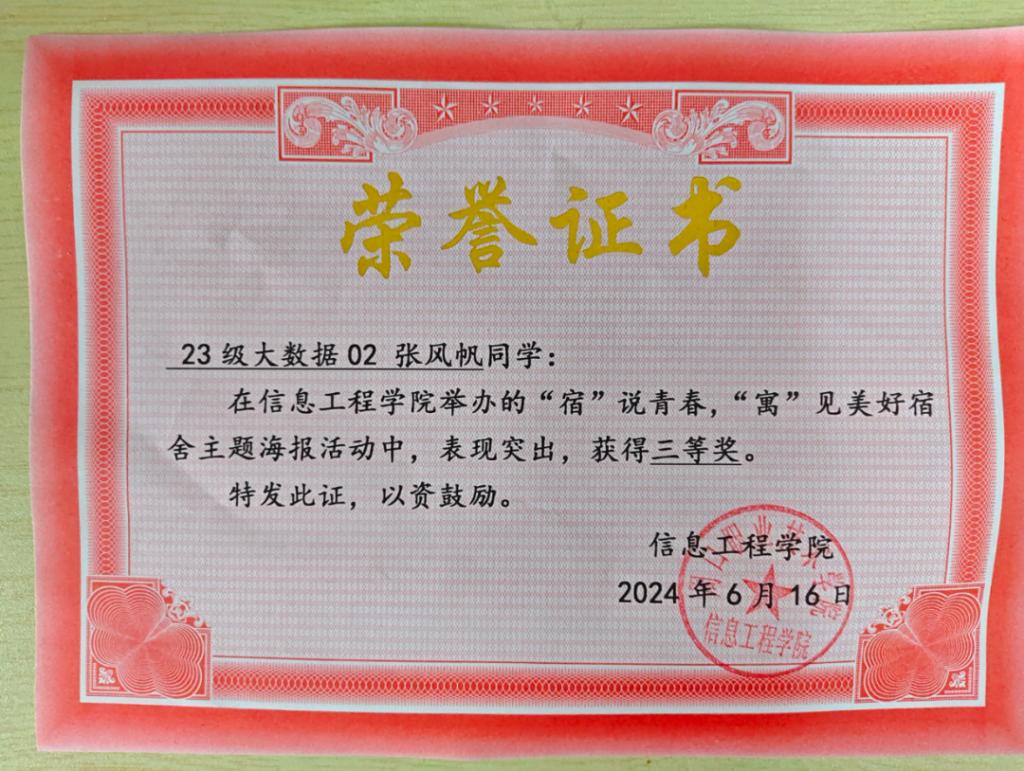 荣誉证书
23级大数据02 张风帆同学：
在信息工程学院举办的“宿”说青春，“寓”见美好宿
舍主题海报活动中，表现突出，获得三等奖。
特发此证，以资鼓励。
信息工程学院
2024年6月16日
信息工程学院